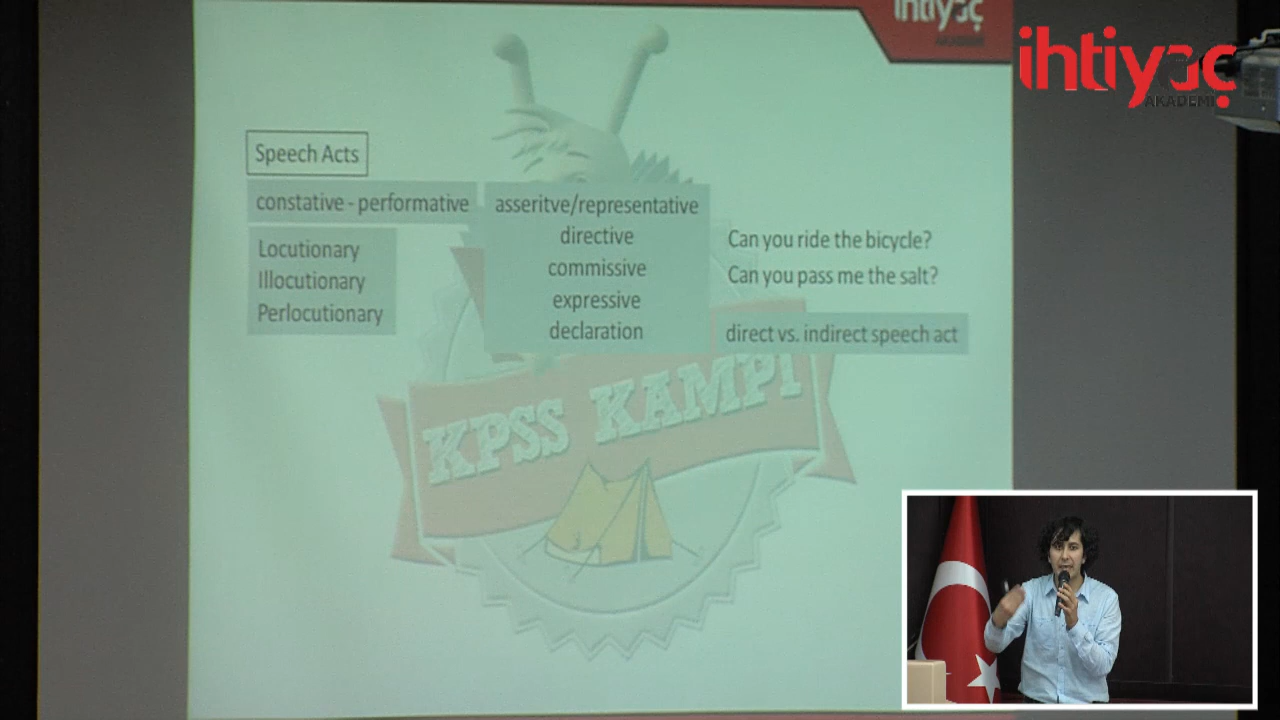 ihtiyac
ihtiyaç
AKADEMİ
Speech Acts
constative - performative
Locutionary
Illocutionary
Perlocutionary
asseritve/representative
directive
commissive
expressive
declaration
Can you ride the bicycle?
Can you pass me the salt?
direct vs. indirect speech act
KPSS KAMPI